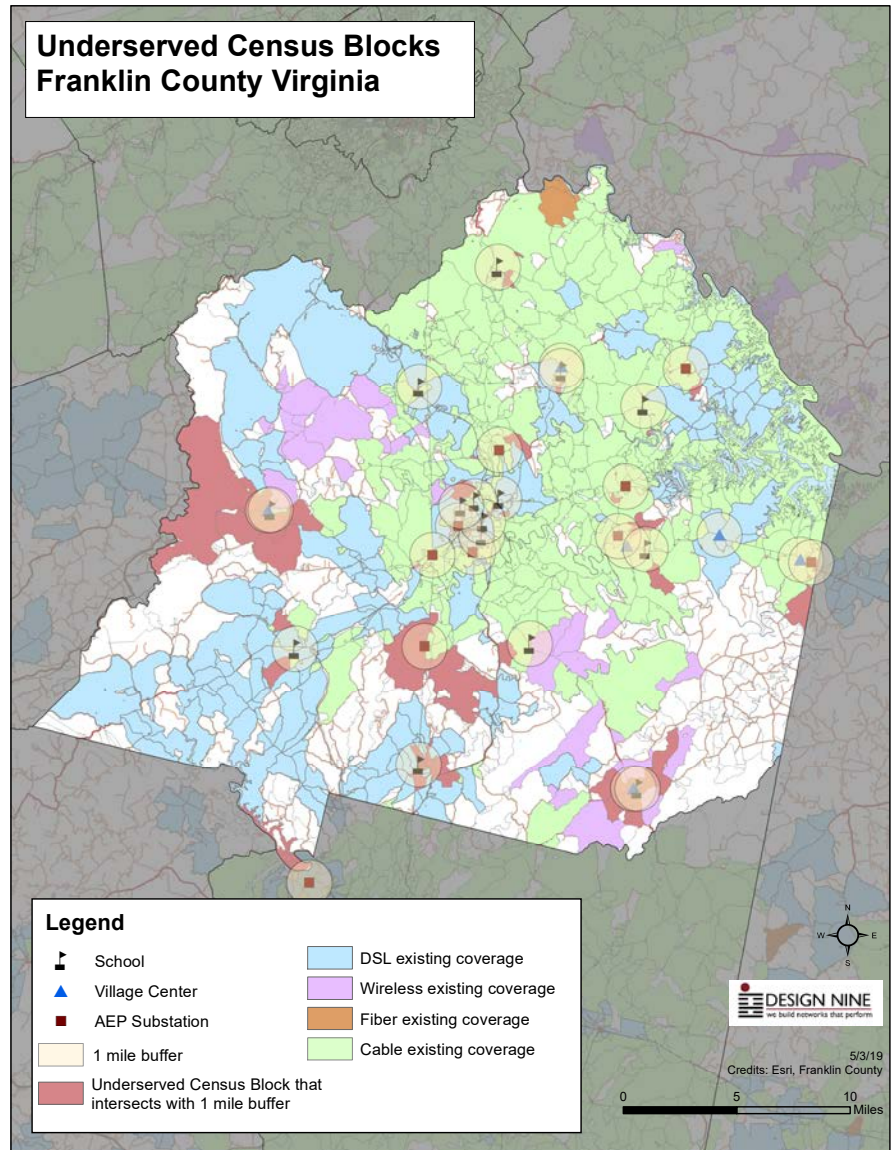 Underserved Census Blocks
Franklin County Virginia
Legend
School
Village Center
AEP Substation
1 mile buffer
Underserved Census Block that
intersects with 1 mile buffer
DSL existing coverage
Wireless existing coverage
Fiber existing coverage
Cable existing coverage
N
W E
S
DESIGN NINE
we build networks that perform
5/3/19
Credits: Esri, Franklin County
0 5 10
Miles